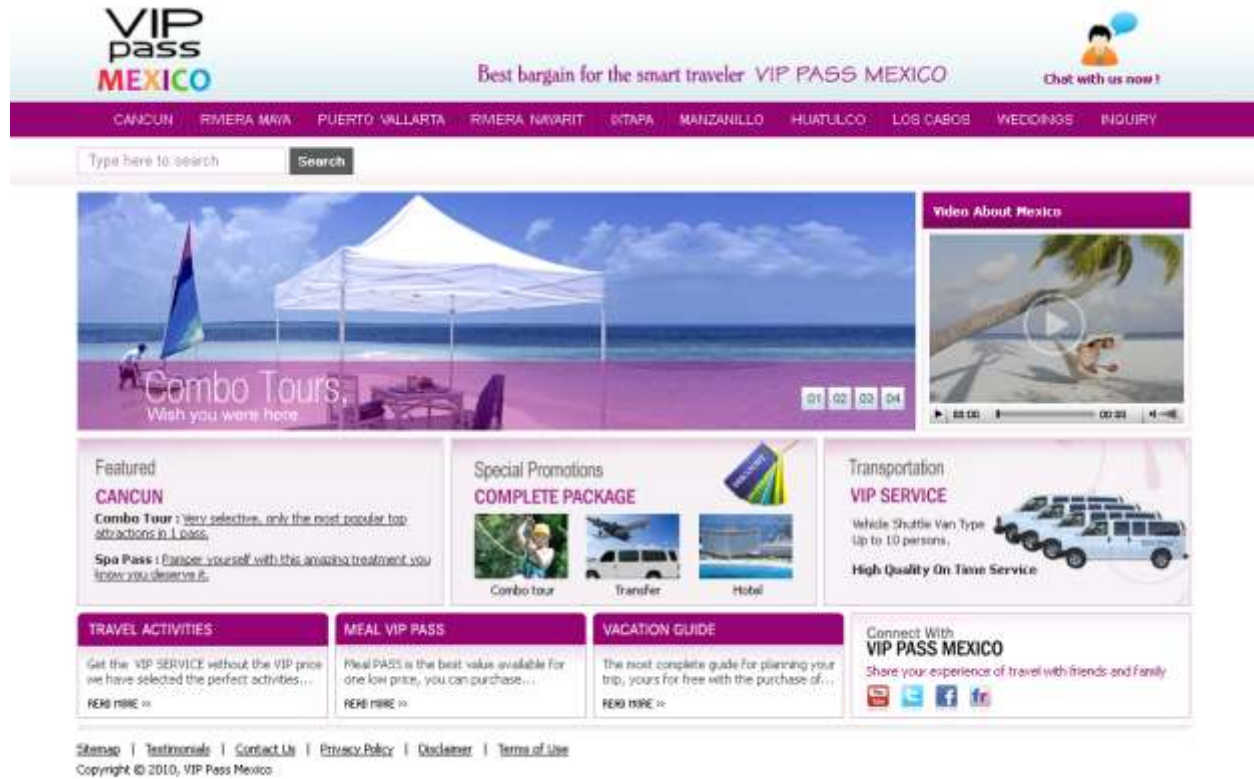 VIP
pass
MEXICO
Best bargain for the smart traveler VIP PASS MEXICO
Chat with us now !
CANCUN RIVIERA MAYA PUERTO VALLARTA RIVIERA NAYARIT IXTAPA MANZANILLO HUATULCO LOS CABOS WEDDINGS INQUIRY
Type here to search Search
Video About Mexico
Combo Tours,
Wish you were here
01 02 03 04
00:00 00:00
Featured
CANCUN
Combo Tour : Very selective, only the most popular top
attractions in 1 pass.
Spa Pass : Pamper yourself with this amazing treatment you
know you deserve it.
Special Promotions
COMPLETE PACKAGE
Combo tour Transfer Hotel
Transportation
VIP SERVICE
Vehicle Shuttle Van Type
Up to 10 persons.
High Quality On Time Service
TRAVEL ACTIVITIES
Get the VIP SERVICE without the VIP price
we have selected the perfect activities...
READ MORE »
MEAL VIP PASS
Meal PASS is the best value available for
one low price, you can purchase...
READ MORE »
VACATION GUIDE
The most complete guide for planning your
trip, yours for free with the purchase of...
READ MORE »
Connect With
VIP PASS MEXICO
Share your experience of travel with friends and family
You Tube t f fr
Sitemap | Testimonials | Contact Us | Privacy Policy | Disclaimer | Terms of Use
Copyright © 2010, VIP Pass Mexico